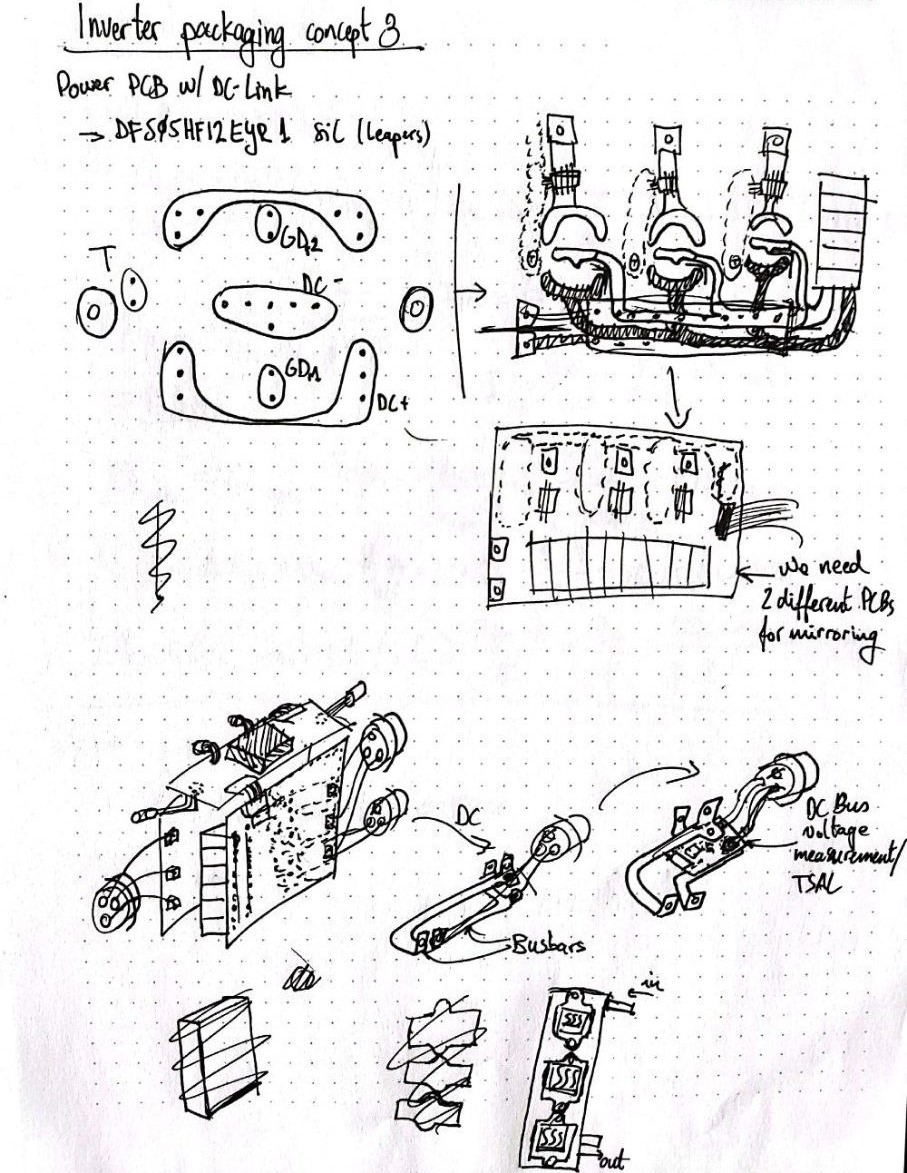 Inverter packaging concept 3
Power PCB w/ DC-Link
→ DFS05HF12EYR1 SiC (Leapers)
GD2
T
DC -
GD1
DC+
We need
2 different PCBs
for mirroring
DC
DC Bus
voltage
measurement/
TSAL
Busbars
in
out